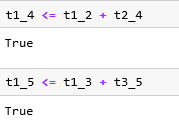 t1_4 <= t1_2 + t2_4
True
t1_5 <= t1_3 + t3_5
True